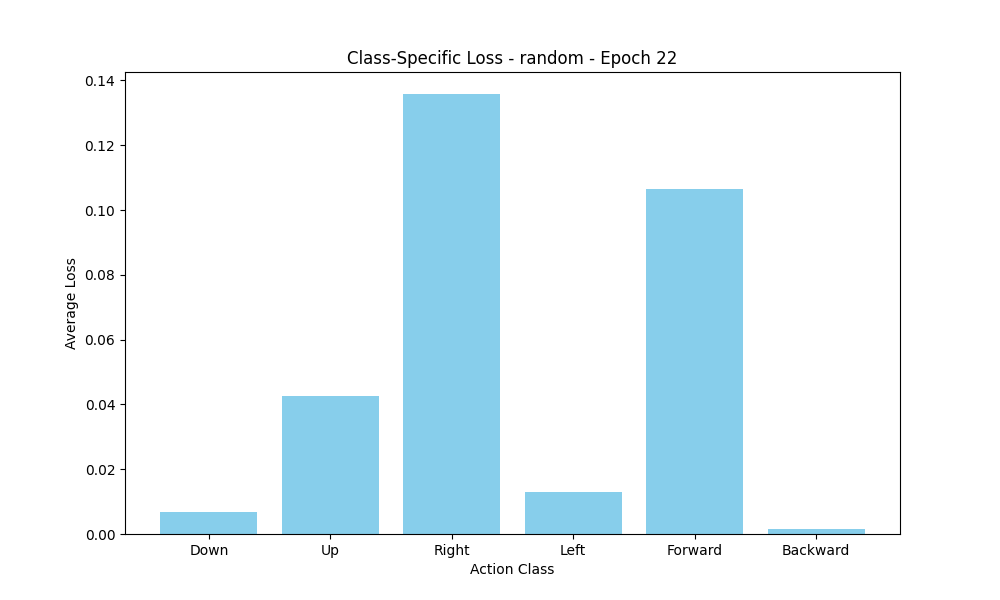 Class-Specific Loss - random - Epoch 22
Average Loss
0.14
0.12
0.10
0.08
0.06
0.04
0.02
0.00
Down Up Right Left Forward Backward
Action Class